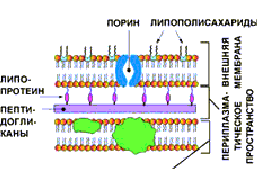 ПОРИН
ЛИПОПОЛИСАХАРИДЫ
ЛИПО-
ПРОТЕИН
ПЕПТИ-
ДОГЛИ-
КАНЫ
ВНЕШНЯЯ
МЕМБРАНА
ПЕРИПЛАЗМА-
ТИЧЕСКОЕ
ПРОСТРАНСТВО